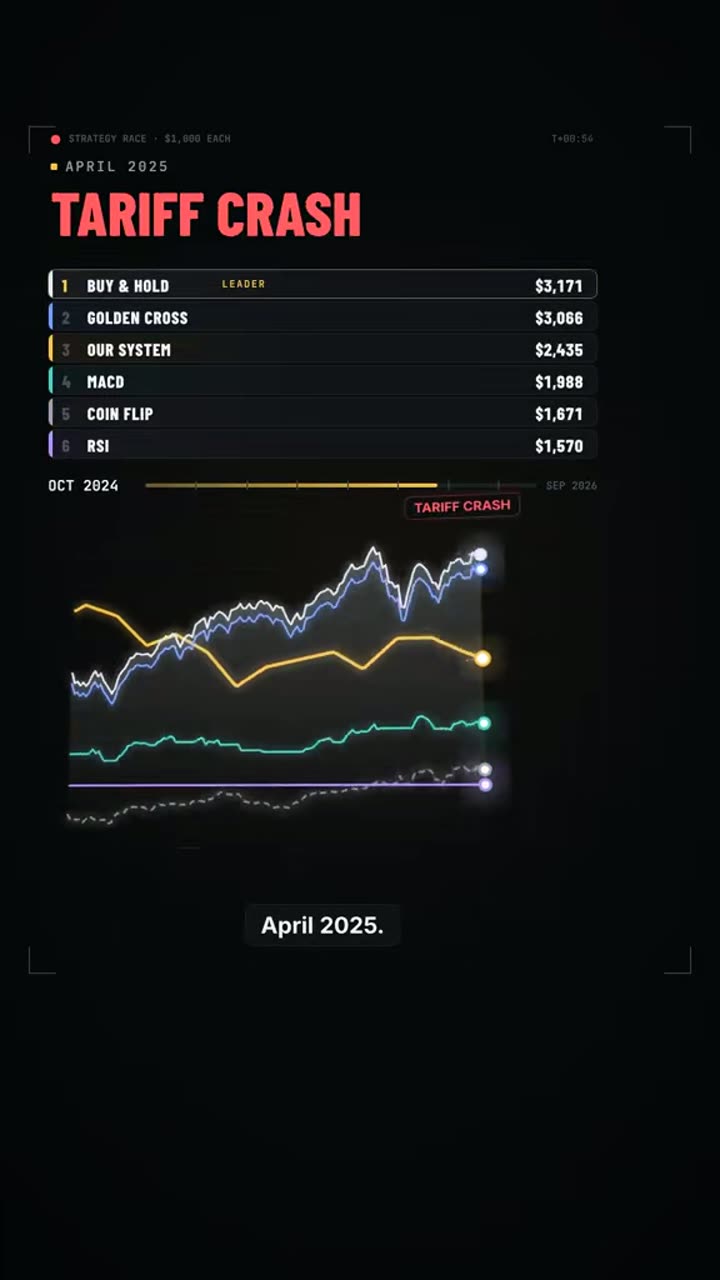 STRATEGY RACE · $1,000 EACH
T+00:54
APRIL 2025
TARIFF CRASH
1 BUY & HOLD LEADER $3,171
2 GOLDEN CROSS $3,066
3 OUR SYSTEM $2,435
4 MACD $1,988
5 COIN FLIP $1,671
6 RSI $1,570
OCT 2024 SEP 2026
TARIFF CRASH
April 2025.